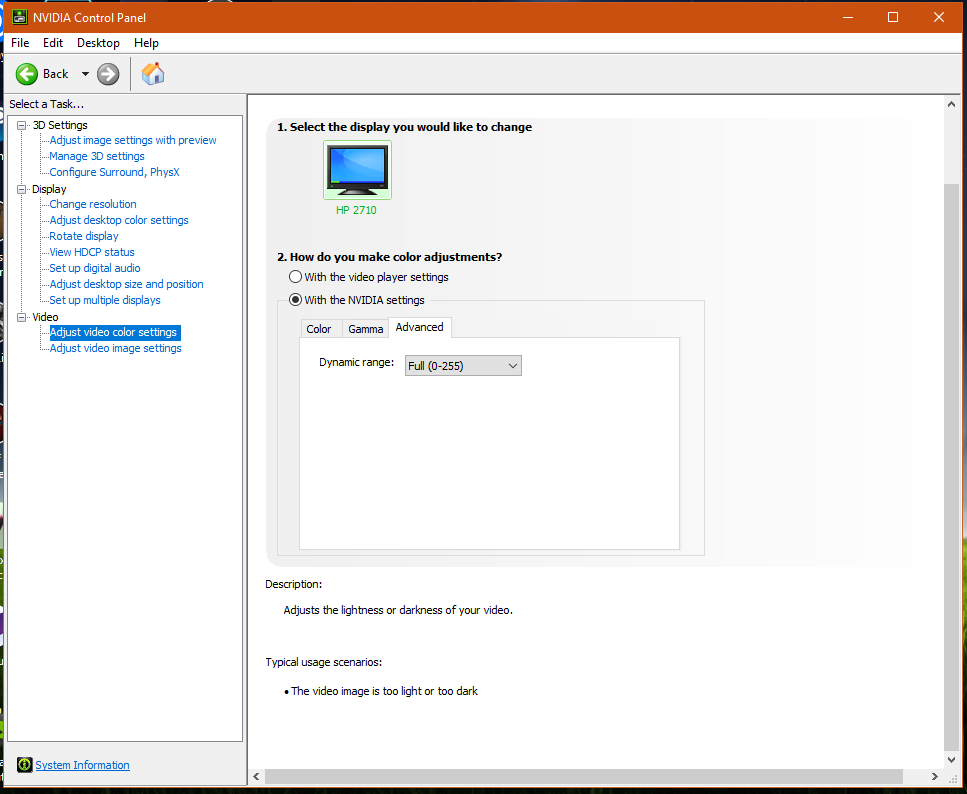 NVIDIA Control Panel
File Edit Desktop Help
Back
Select a Task...
3D Settings
Adjust image settings with preview
Manage 3D settings
Configure Surround, PhysX
Display
Change resolution
Adjust desktop color settings
Rotate display
View HDCP status
Set up digital audio
Adjust desktop size and position
Set up multiple displays
Video
Adjust video color settings
Adjust video image settings
System Information
1. Select the display you would like to change
HP 2710
2. How do you make color adjustments?
With the video player settings
With the NVIDIA settings
Color Gamma Advanced
Dynamic range: Full (0-255)
Description:
Adjusts the lightness or darkness of your video.
Typical usage scenarios:
• The video image is too light or too dark